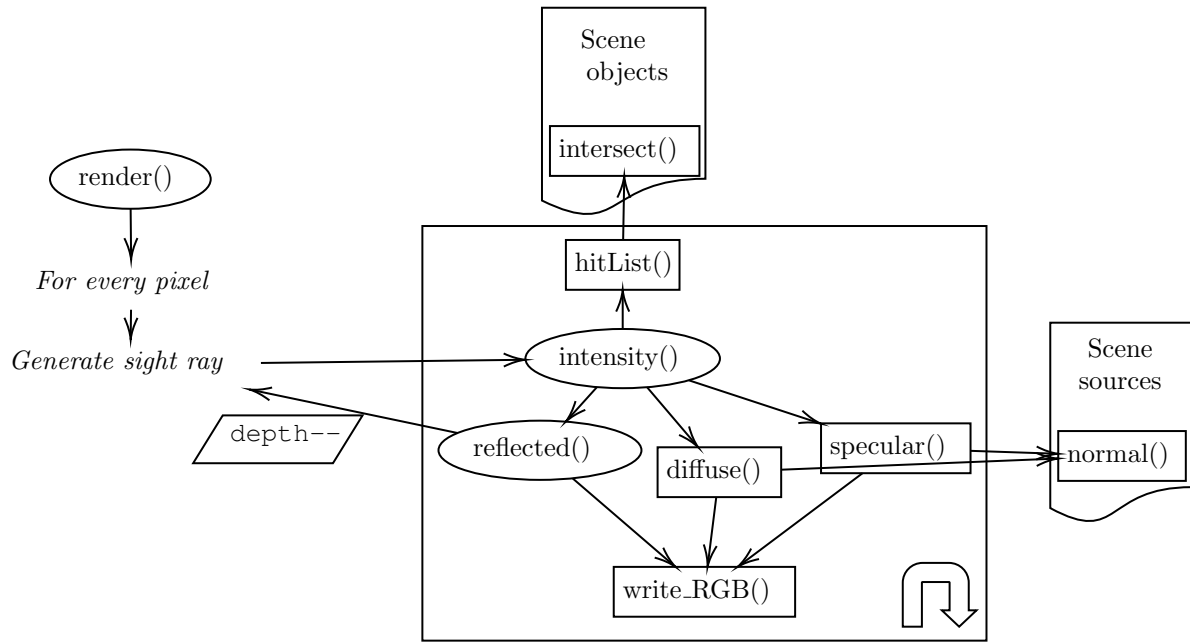 Scene
objects
intersect()
render()
hitList()
For every pixel
intensity()
Generate sight ray
Scene
sources
depth--
reflected()
diffuse()
specular()
normal()
write_RGB()